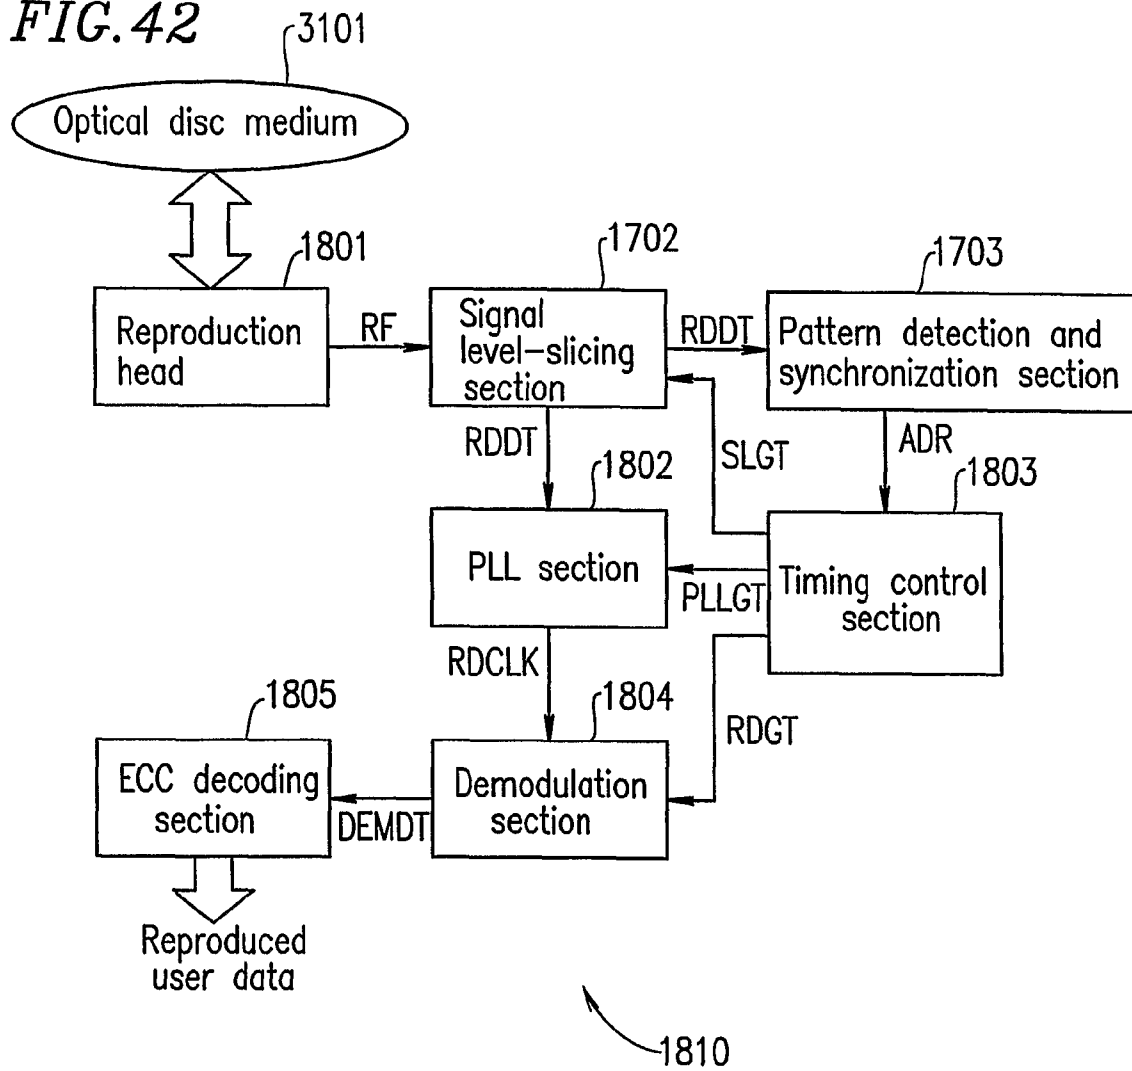 FIG. 42
3101
Optical disc medium
1801
1702
1703
Reproduction
head
RF
Signal
level-slicing
section
RDDT
Pattern detection and
synchronization section
RDDT
SLGT
ADR
1802
1803
PLL section
PLLGT
Timing control
section
RDCLK
1805
1804
RDGT
ECC decoding
section
DEMDT
Demodulation
section
Reproduced
user data
1810